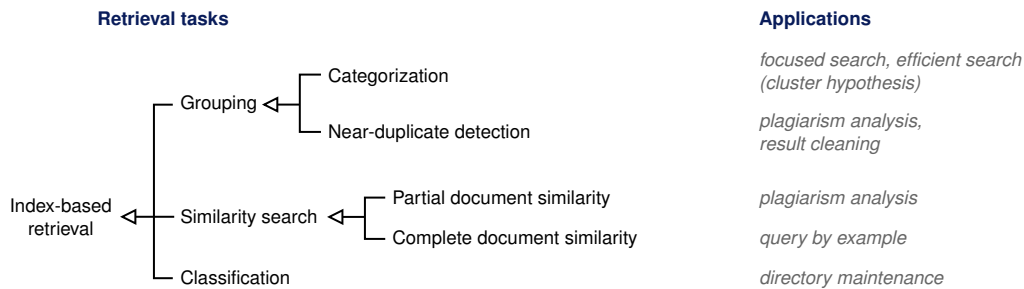 Retrieval tasks
Applications
Categorization
focused search, efficient search
(cluster hypothesis)
Grouping
Near-duplicate detection
plagiarism analysis,
result cleaning
Index-based
retrieval
Similarity search
Partial document similarity
plagiarism analysis
Complete document similarity
query by example
Classification
directory maintenance